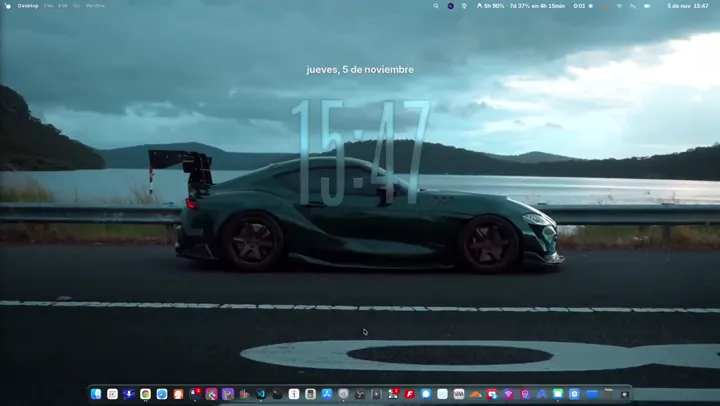 Desktop File Edit Go Window
5h 90% · 7d 37% en 4h 15min 0:01 5 de nov 15:47
jueves, 5 de noviembre
15:47